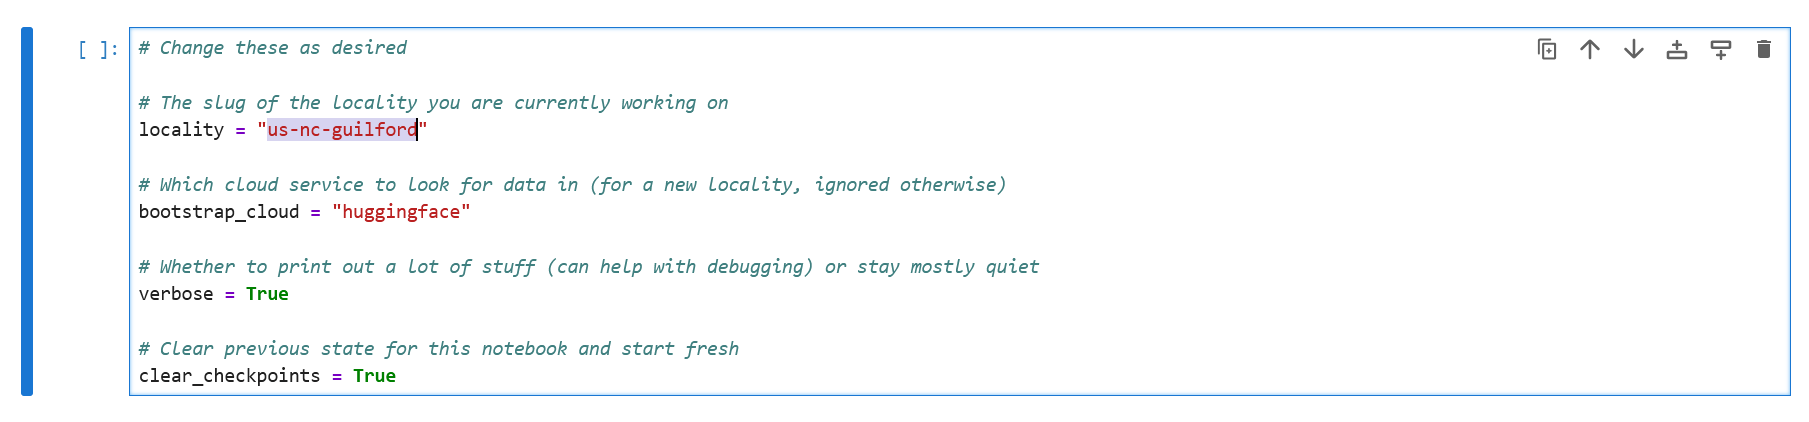 [ ]:
# Change these as desired
# The slug of the locality you are currently working on
locality = "us-nc-guilford"
# Which cloud service to look for data in (for a new locality, ignored otherwise)
bootstrap_cloud = "huggingface"
# Whether to print out a lot of stuff (can help with debugging) or stay mostly quiet
verbose = True
# Clear previous state for this notebook and start fresh
clear_checkpoints = True